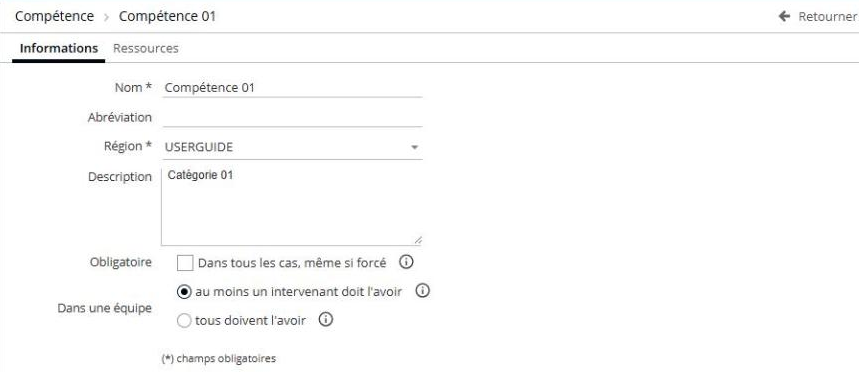 Compétence > Compétence 01 Retourner
Informations Ressources
Nom * Compétence 01
Abréviation
Région * USERGUIDE
Description Catégorie 01
Obligatoire Dans tous les cas, même si forcé
au moins un intervenant doit l'avoir
Dans une équipe
tous doivent l'avoir
(*) champs obligatoires